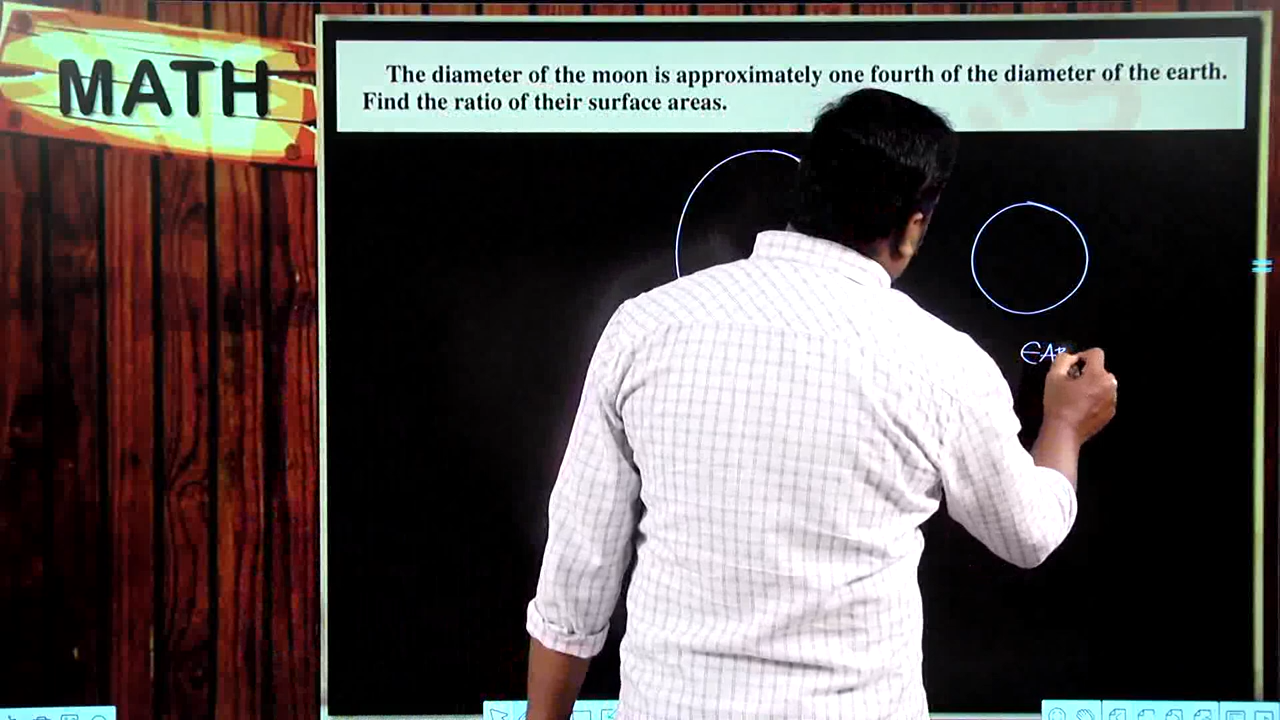 MATH
The diameter of the moon is approximately one fourth of the diameter of the earth.
Find the ratio of their surface areas.